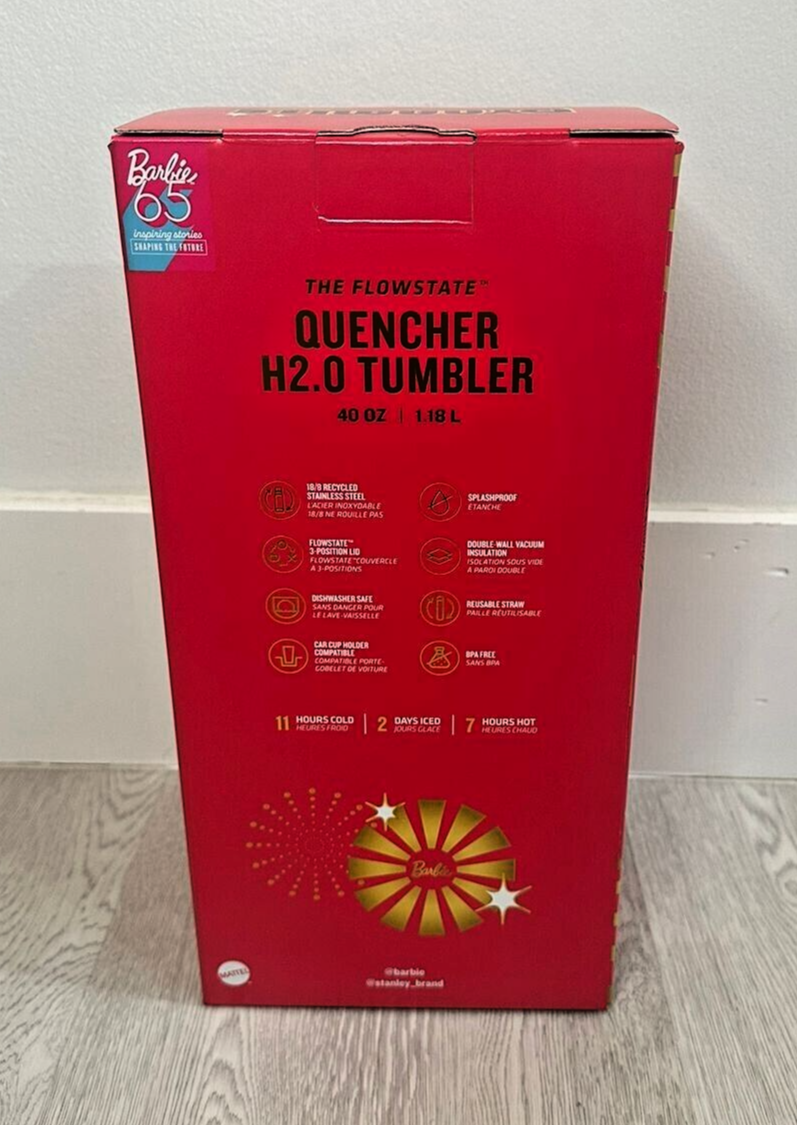 Barbie
65
inspiring stories
SHAPING THE FUTURE
THE FLOWSTATE™
QUENCHER
H2.0 TUMBLER
40 OZ | 1.18 L
18/8 RECYCLED
STAINLESS STEEL
L'ACIER INOXYDABLE
18/8 NE ROUILLE PAS
SPLASHPROOF
ÉTANCHE
FLOWSTATE™
3-POSITION LID
FLOWSTATE™COUVERCLE
À 3-POSITIONS
DOUBLE-WALL VACUUM
INSULATION
ISOLATION SOUS VIDE
À PAROI DOUBLE
DISHWASHER SAFE
SANS DANGER POUR
LE LAVE-VAISSELLE
REUSABLE STRAW
PAILLE RÉUTILISABLE
CAR CUP HOLDER
COMPATIBLE
COMPATIBLE PORTE-
GOBELET DE VOITURE
BPA FREE
SANS BPA
11 HOURS COLD | 2 DAYS ICED | 7 HOURS HOT
HEURES FROID JOURS GLACÉ HEURES CHAUD
Barbie
MATTEL
@barbie
@stanley_brand